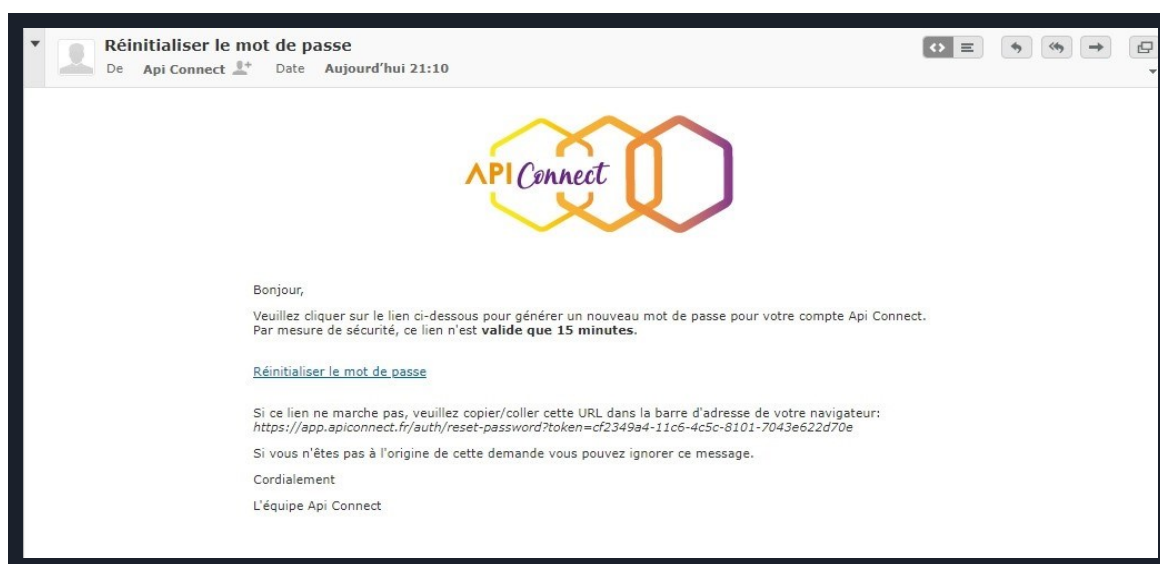 Réinitialiser le mot de passe
De Api Connect Date Aujourd'hui 21:10
API Connect
Bonjour,
Veuillez cliquer sur le lien ci-dessous pour générer un nouveau mot de passe pour votre compte Api Connect.
Par mesure de sécurité, ce lien n'est valide que 15 minutes.
Réinitialiser le mot de passe
Si ce lien ne marche pas, veuillez copier/coller cette URL dans la barre d'adresse de votre navigateur:
https://app.apiconnect.fr/auth/reset-password?token=cf2349a4-11c6-4c5c-8101-7043e622d70e
Si vous n'êtes pas à l'origine de cette demande vous pouvez ignorer ce message.
Cordialement
L'équipe Api Connect